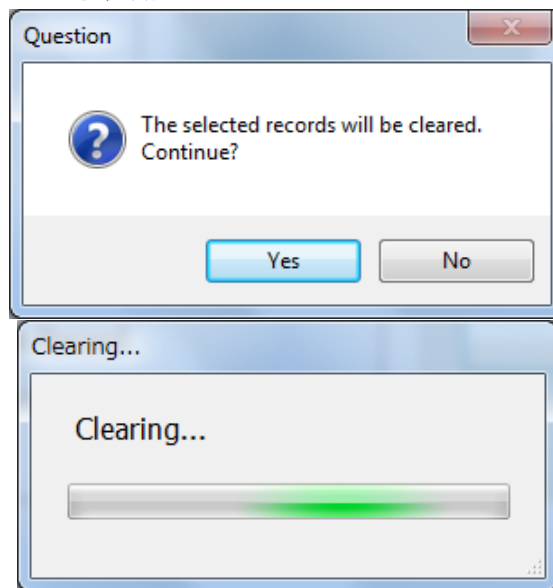 Question
The selected records will be cleared.
Continue?
Yes
No
Clearing...
Clearing...